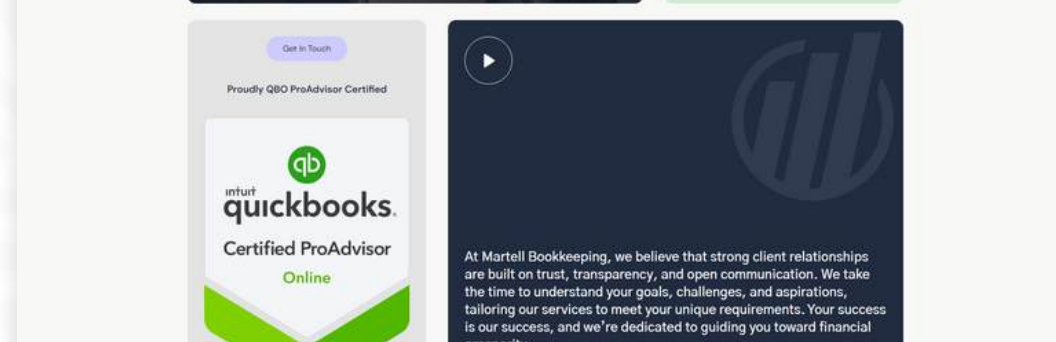 Get in Touch
Proudly QBO ProAdvisor Certified
qb
intuit
quickbooks.
Certified ProAdvisor
Online
At Martell Bookkeeping, we believe that strong client relationships
are built on trust, transparency, and open communication. We take
the time to understand your goals, challenges, and aspirations,
tailoring our services to meet your unique requirements. Your success
is our success, and we're dedicated to guiding you toward financial